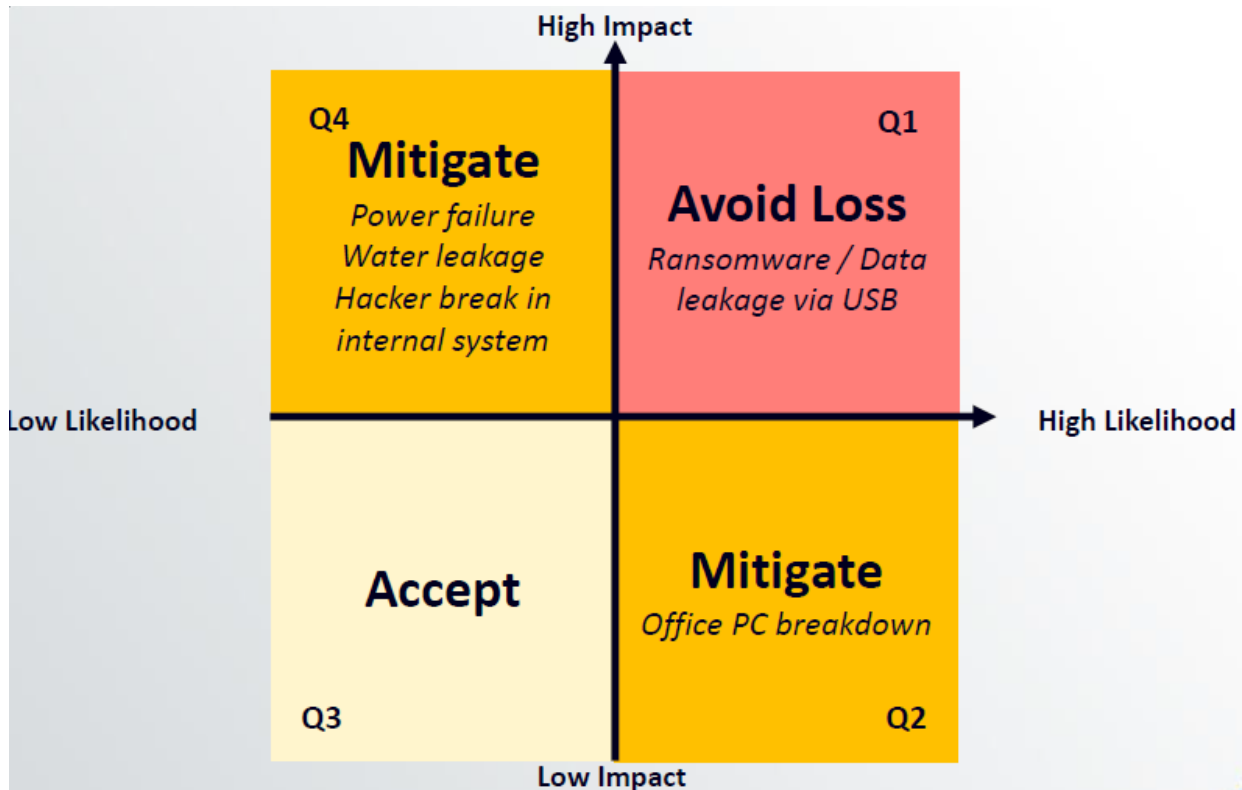 High Impact
Q4
Mitigate
Power failure
Water leakage
Hacker break in
internal system
Q1
Avoid Loss
Ransomware / Data
leakage via USB
Low Likelihood
High Likelihood
Accept
Q3
Mitigate
Office PC breakdown
Q2
Low Impact